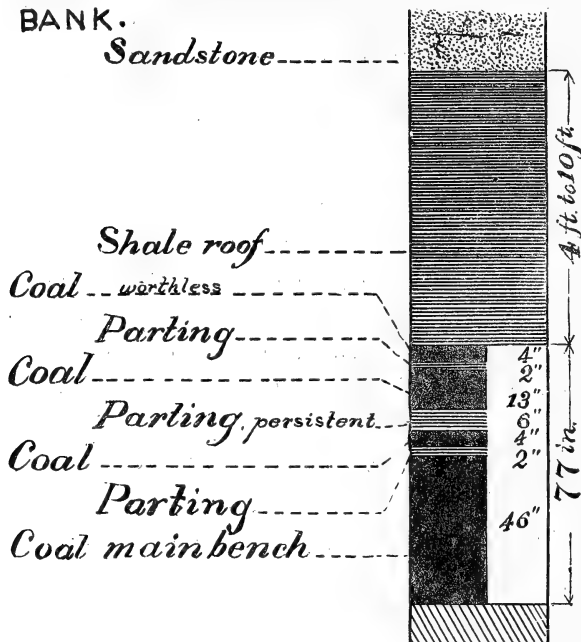 BANK.
Sandstone
4 ft. to 10 ft.
Shale roof
Coal worthless
Parting
4"
2"
Coal
13"
Parting, persistent
6"
4"
Coal
2"
77 in.
Parting
46"
Coal main bench